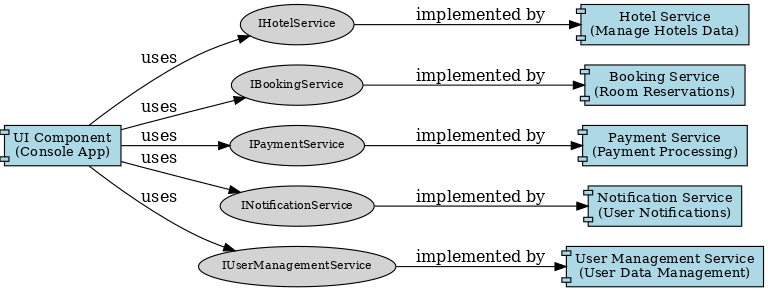 UI Component
(Console App)
uses
IHotelService
implemented by
Hotel Service
(Manage Hotels Data)
uses
IBookingService
implemented by
Booking Service
(Room Reservations)
uses
IPaymentService
implemented by
Payment Service
(Payment Processing)
uses
INotificationService
implemented by
Notification Service
(User Notifications)
uses
IUserManagementService
implemented by
User Management Service
(User Data Management)